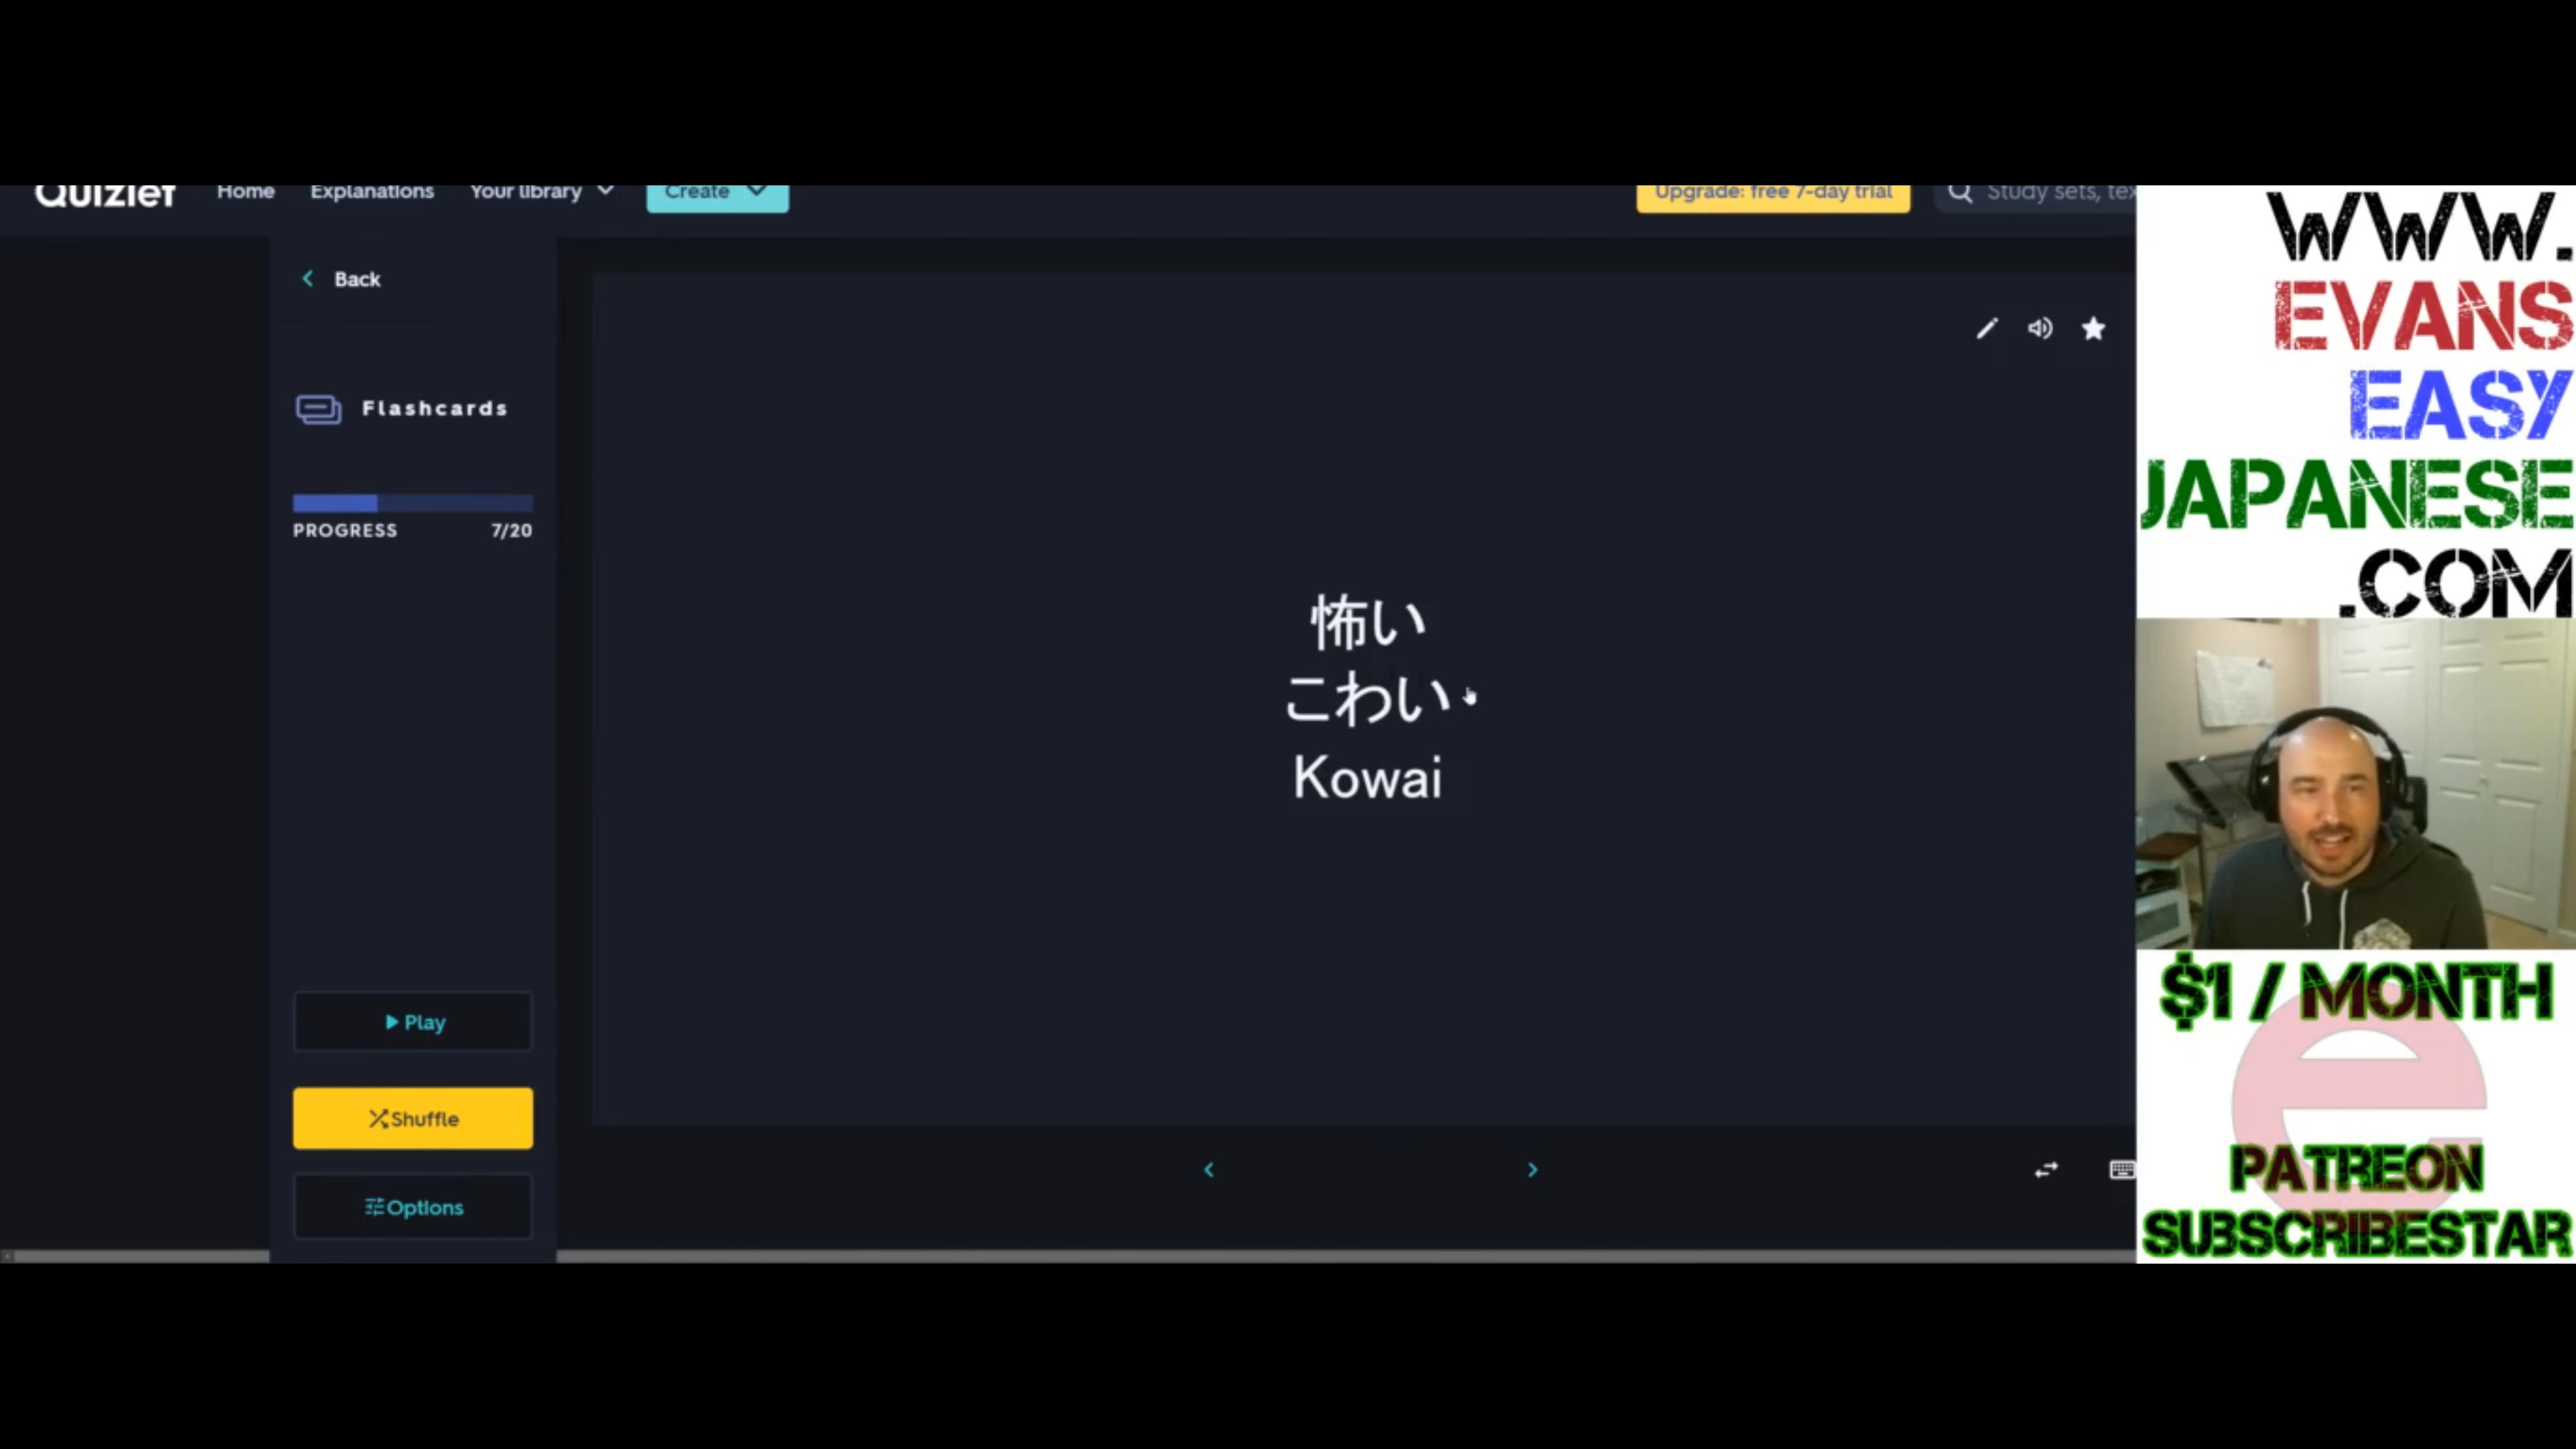 Quizlet Home Explanations Your library Create Upgrade: free 7-day trial Study sets, tex
Back
Flashcards
PROGRESS 7/20
Play
Shuffle
Options
怖い
こわい
Kowai
WWW.
EVANS
EASY
JAPANESE
.COM
$1 / MONTH
PATREON
SUBSCRIBESTAR